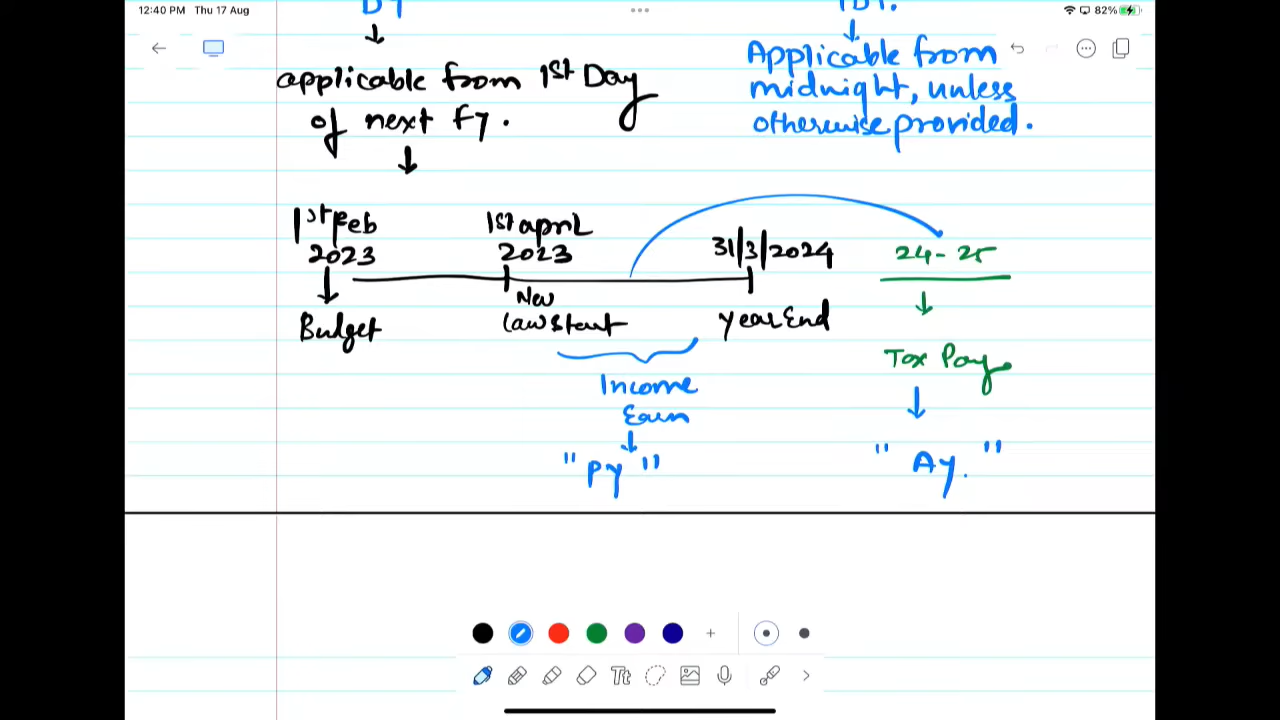 12:40 PM Thu 17 Aug
82%
applicable from 1st Day
of next Fy.
Applicable from
midnight, unless
otherwise provided.
1st Feb
2023
1st april
2023
31/3/2024
24-25
Budget
New
law start
year End
Tax Pay
Income
Earn
"Py"
"Ay."
Tt